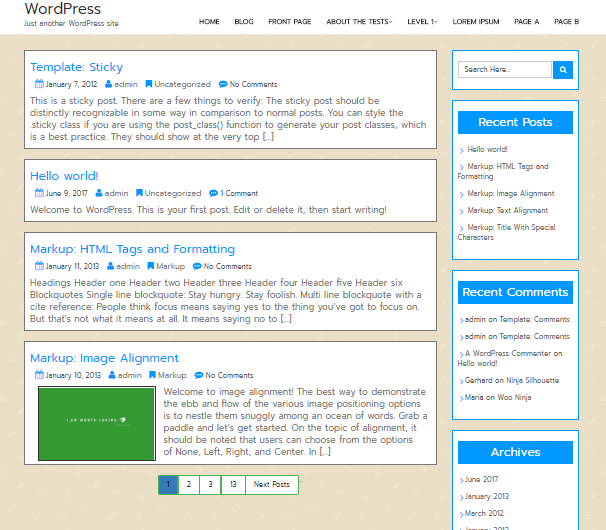 WordPress
Just another WordPress site
HOME BLOG FRONT PAGE ABOUT THE TESTS LEVEL 1 LOREM IPSUM PAGE A PAGE B
Template: Sticky
January 7, 2012 admin Uncategorized No Comments
This is a sticky post. There are a few things to verify: The sticky post should be
distinctly recognizable in some way in comparison to normal posts. You can style the
.sticky class if you are using the post_class() function to generate your post classes, which
is a best practice. They should show at the very top [...]
Hello world!
June 9, 2017 admin Uncategorized 1 Comment
Welcome to WordPress. This is your first post. Edit or delete it, then start writing!
Markup: HTML Tags and Formatting
January 11, 2013 admin Markup No Comments
Headings Header one Header two Header three Header four Header five Header six
Blockquotes Single line blockquote: Stay hungry. Stay foolish. Multi line blockquote with a
cite reference: People think focus means saying yes to the thing you've got to focus on.
But that's not what it means at all. It means saying no to [...]
Markup: Image Alignment
January 10, 2013 admin Markup No Comments
I AM WORTH LOVING
Welcome to image alignment! The best way to demonstrate
the ebb and flow of the various image positioning options
is to nestle them snuggly among an ocean of words. Grab a
paddle and let's get started. On the topic of alignment, it
should be noted that users can choose from the options
of None, Left, Right, and Center. In [...]
1 2 3 13 Next Posts
Search Here..
Recent Posts
Hello world!
Markup: HTML Tags and
Formatting
Markup: Image Alignment
Markup: Text Alignment
Markup: Title With Special
Characters
Recent Comments
admin on Template: Comments
admin on Template: Comments
A WordPress Commenter on
Hello world!
Gerhard on Ninja Silhouette
Maria on Woo Ninja
Archives
June 2017
January 2013
March 2012